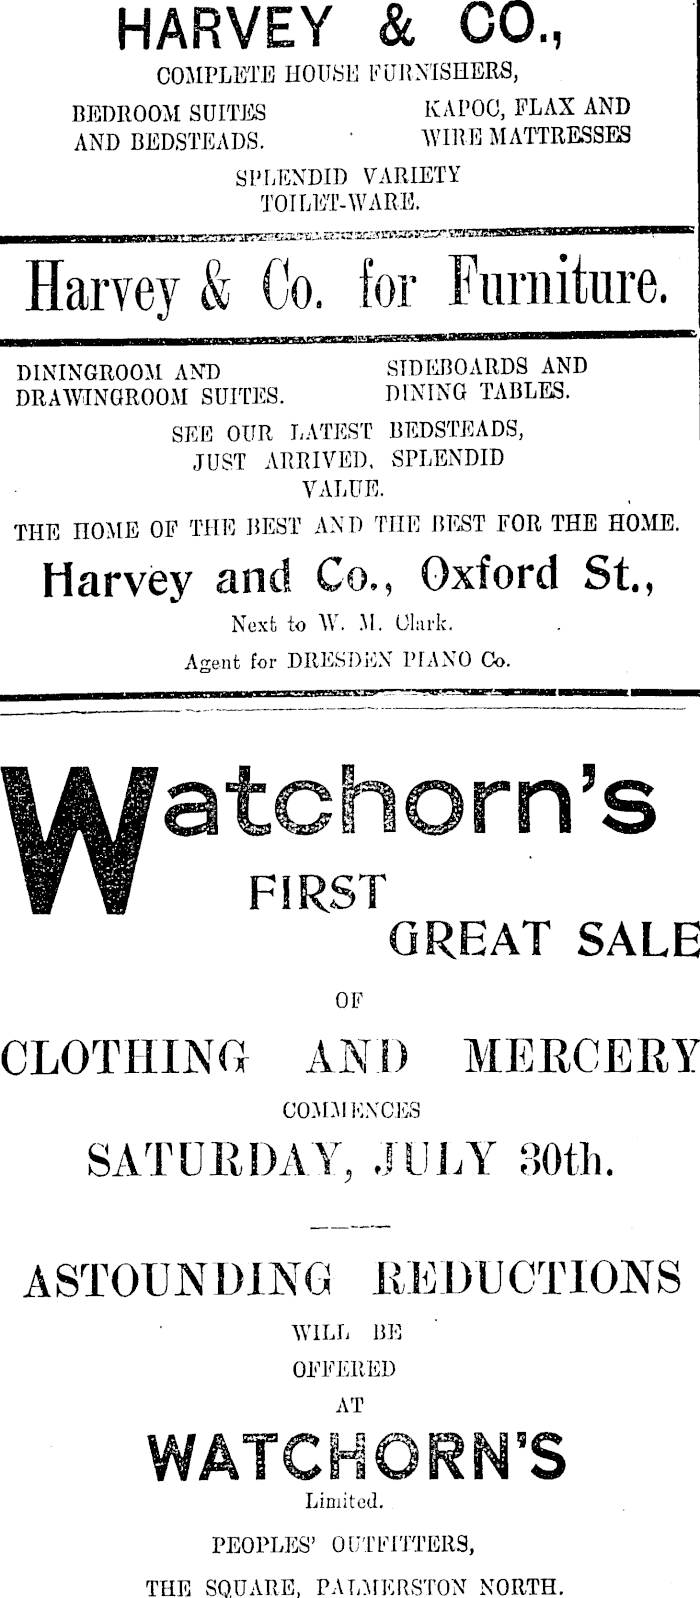 HARVEY & CO.,
COMPLETE HOUSE FURNISHERS,
BEDROOM SUITES
AND BEDSTEADS.
KAPOC, FLAX AND
WIRE MATTRESSES
SPLENDID VARIETY
TOILET-WARE.
Harvey & Co. for Furniture.
DININGROOM AND
DRAWINGROOM SUITES.
SIDEBOARDS AND
DINING TABLES.
SEE OUR LATEST BEDSTEADS,
JUST ARRIVED, SPLENDID
VALUE.
THE HOME OF THE BEST AND THE BEST FOR THE HOME.
Harvey and Co., Oxford St.,
Next to W. M. Clark.
Agent for DRESDEN PIANO Co.
Watchorn's
FIRST
GREAT SALE
OF
CLOTHING AND MERCERY
COMMENCES
SATURDAY, JULY 30th.
ASTOUNDING REDUCTIONS
WILL BE
OFFERED
AT
WATCHORN'S
Limited.
PEOPLES' OUTFITTERS,
THE SQUARE, PALMERSTON NORTH.